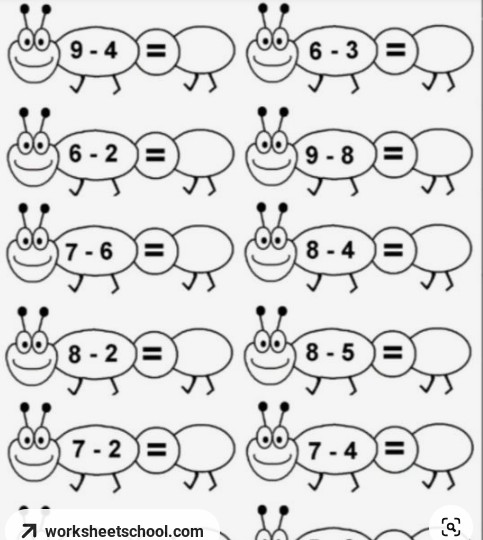 9 - 4 =
6 - 3 =
6 - 2 =
9 - 8 =
7 - 6 =
8 - 4 =
8 - 2 =
8 - 5 =
7 - 2 =
7 - 4 =
worksheetschool.com